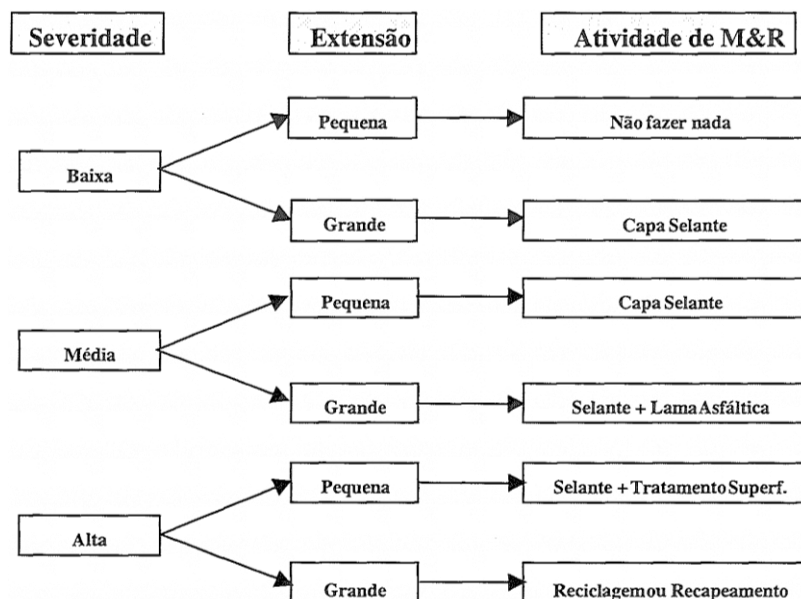 Severidade Extensão Atividade de M&R
Pequena Não fazer nada
Baixa
Grande Capa Selante
Pequena Capa Selante
Média
Grande Selante + Lama Asfáltica
Pequena Selante + Tratamento Superf.
Alta
Grande Reciclagem ou Recapeamento